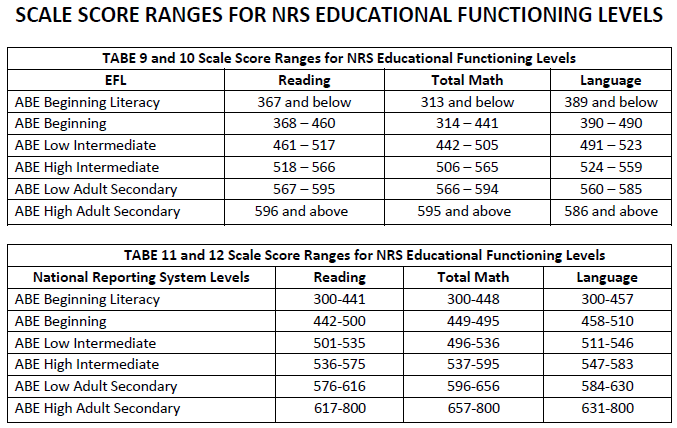 SCALE SCORE RANGES FOR NRS EDUCATIONAL FUNCTIONING LEVELS
TABE 9 and 10 Scale Score Ranges for NRS Educational Functioning Levels
EFL Reading Total Math Language
ABE Beginning Literacy 367 and below 313 and below 389 and below
ABE Beginning 368 – 460 314 – 441 390 – 490
ABE Low Intermediate 461 – 517 442 – 505 491 – 523
ABE High Intermediate 518 – 566 506 – 565 524 – 559
ABE Low Adult Secondary 567 – 595 566 – 594 560 – 585
ABE High Adult Secondary 596 and above 595 and above 586 and above
TABE 11 and 12 Scale Score Ranges for NRS Educational Functioning Levels
National Reporting System Levels Reading Total Math Language
ABE Beginning Literacy 300-441 300-448 300-457
ABE Beginning 442-500 449-495 458-510
ABE Low Intermediate 501-535 496-536 511-546
ABE High Intermediate 536-575 537-595 547-583
ABE Low Adult Secondary 576-616 596-656 584-630
ABE High Adult Secondary 617-800 657-800 631-800